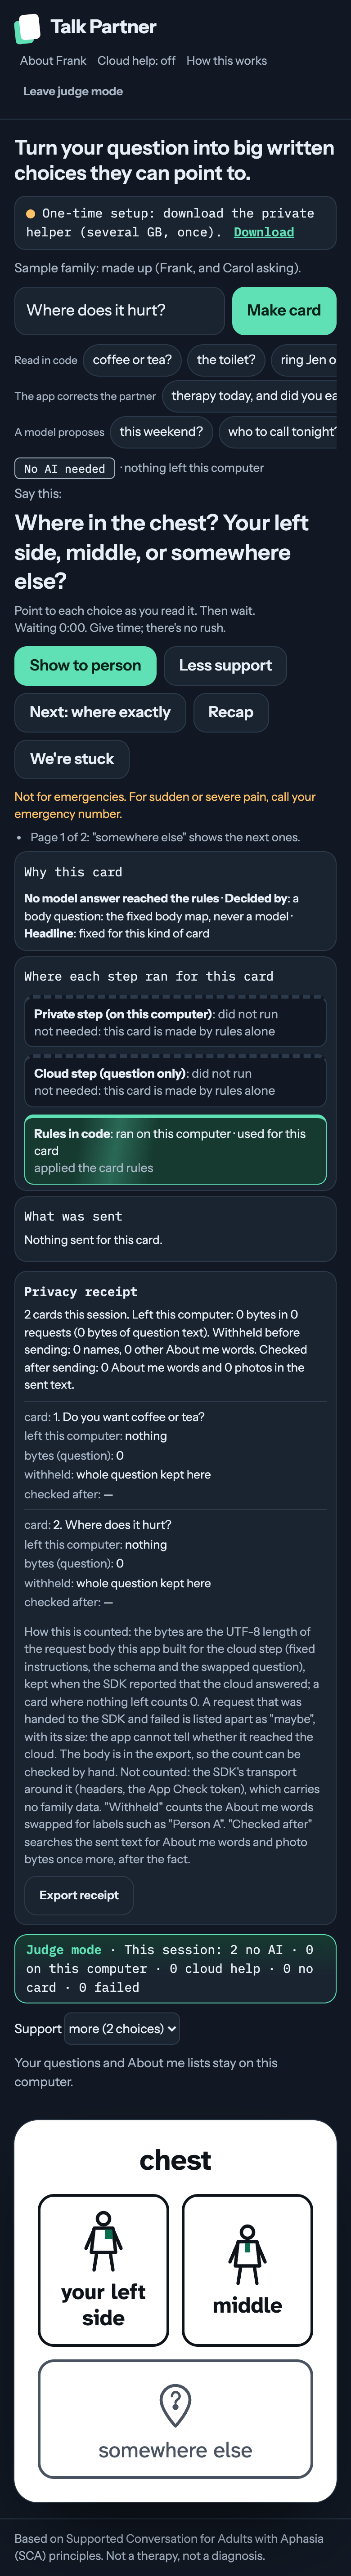 Talk Partner
About Frank Cloud help: off How this works
Leave judge mode
Turn your question into big written
choices they can point to.
One-time setup: download the private
helper (several GB, once). Download
Sample family: made up (Frank, and Carol asking).
Where does it hurt? Make card
Read in code coffee or tea? the toilet? ring Jen o
The app corrects the partner therapy today, and did you ea
A model proposes this weekend? who to call tonight?
No AI needed · nothing left this computer
Say this:
Where in the chest? Your left
side, middle, or somewhere
else?
Point to each choice as you read it. Then wait.
Waiting 0:00. Give time; there's no rush.
Show to person Less support
Next: where exactly Recap
We're stuck
Not for emergencies. For sudden or severe pain, call your
emergency number.
• Page 1 of 2: "somewhere else" shows the next ones.
Why this card
No model answer reached the rules · Decided by: a
body question: the fixed body map, never a model ·
Headline: fixed for this kind of card
Where each step ran for this card
Private step (on this computer): did not run
not needed: this card is made by rules alone
Cloud step (question only): did not run
not needed: this card is made by rules alone
Rules in code: ran on this computer · used for this
card
applied the card rules
What was sent
Nothing sent for this card.
Privacy receipt
2 cards this session. Left this computer: 0 bytes in 0
requests (0 bytes of question text). Withheld before
sending: 0 names, 0 other About me words. Checked
after sending: 0 About me words and 0 photos in the
sent text.
card: 1. Do you want coffee or tea?
left this computer: nothing
bytes (question): 0
withheld: whole question kept here
checked after: —
card: 2. Where does it hurt?
left this computer: nothing
bytes (question): 0
withheld: whole question kept here
checked after: —
How this is counted: the bytes are the UTF-8 length of
the request body this app built for the cloud step (fixed
instructions, the schema and the swapped question),
kept when the SDK reported that the cloud answered; a
card where nothing left counts 0. A request that was
handed to the SDK and failed is listed apart as "maybe",
with its size: the app cannot tell whether it reached the
cloud. The body is in the export, so the count can be
checked by hand. Not counted: the SDK's transport
around it (headers, the App Check token), which carries
no family data. "Withheld" counts the About me words
swapped for labels such as "Person A". "Checked after"
searches the sent text for About me words and photo
bytes once more, after the fact.
Export receipt
Judge mode · This session: 2 no AI · 0
on this computer · 0 cloud help · 0 no
card · 0 failed
Support more (2 choices)
Your questions and About me lists stay on this
computer.
chest
your left
side
middle
somewhere else
Based on Supported Conversation for Adults with Aphasia
(SCA) principles. Not a therapy, not a diagnosis.